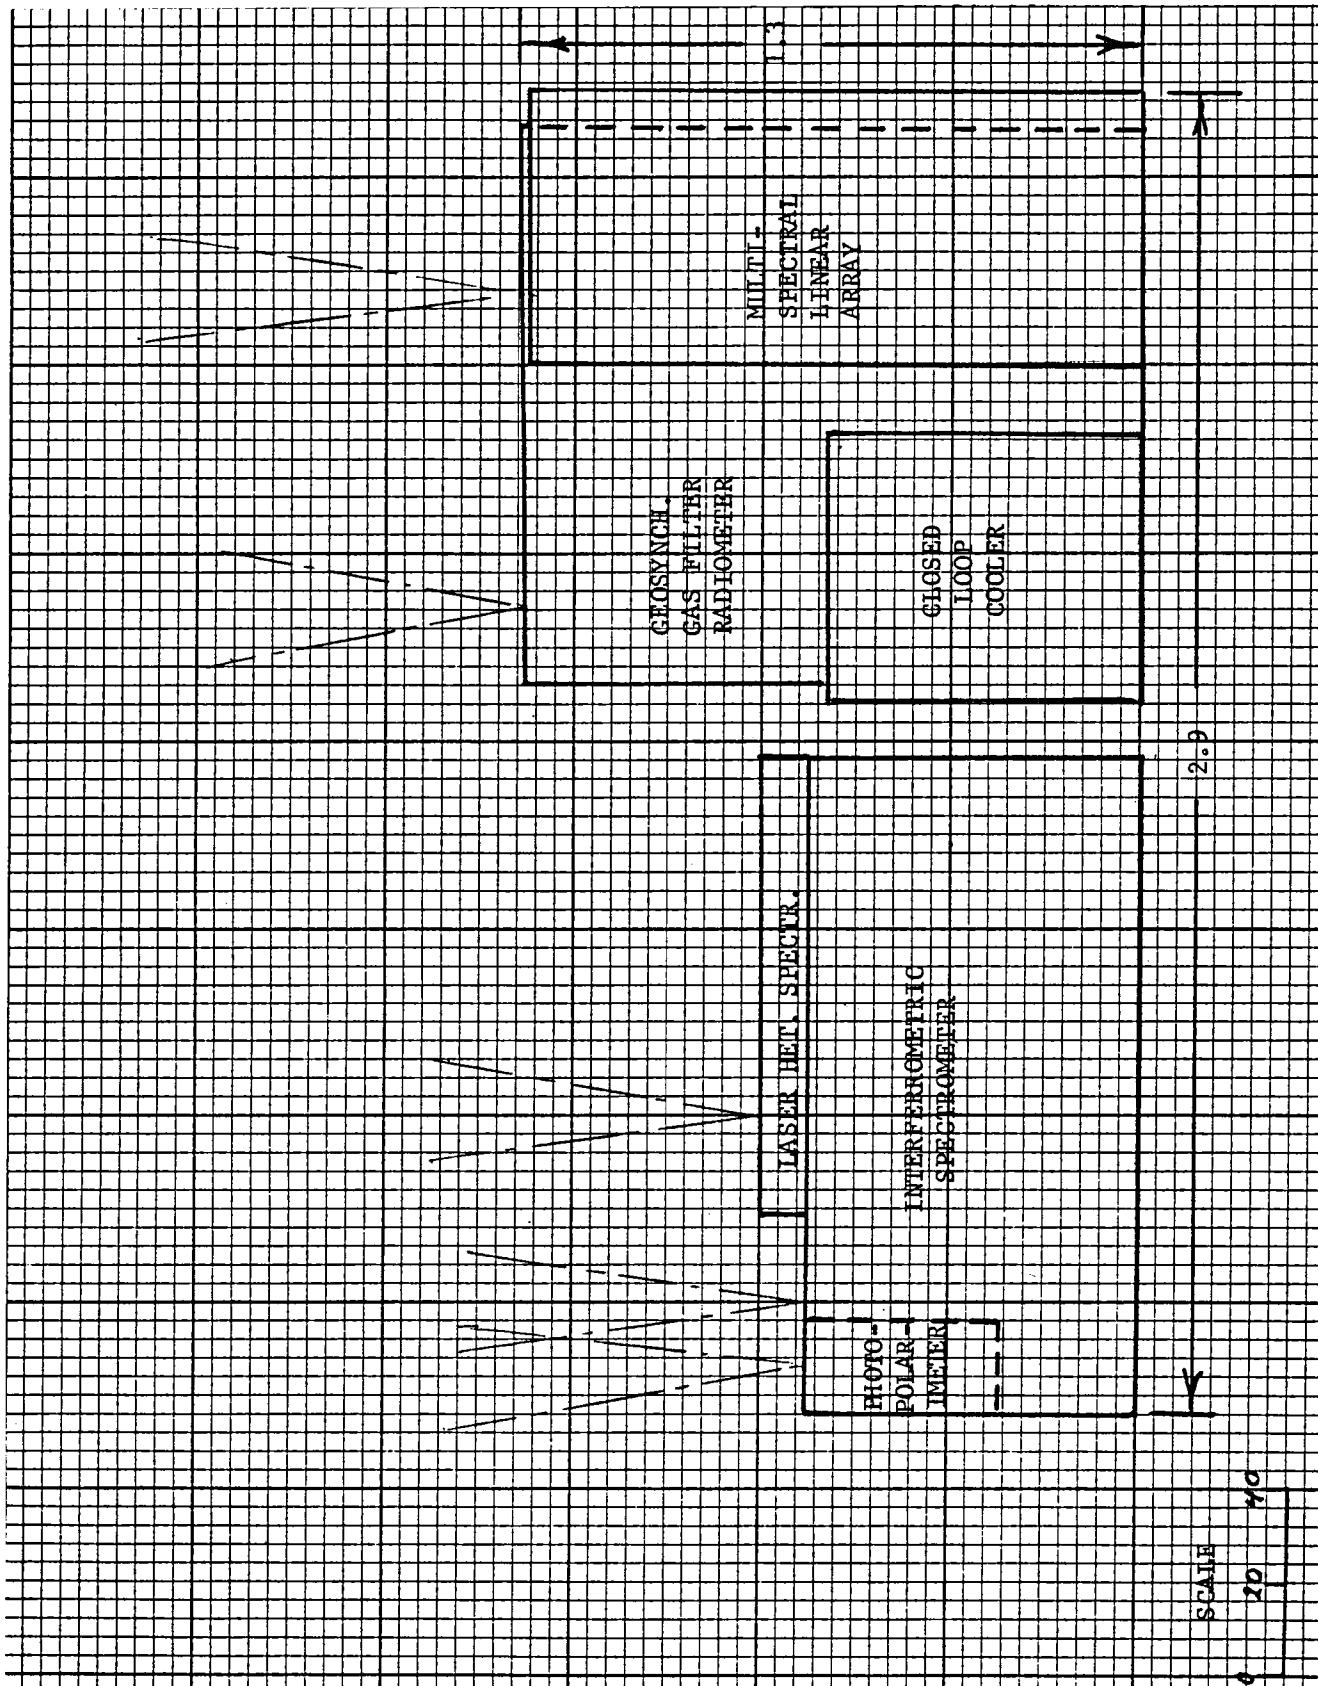 1.3
MULTI-
SPECTRAL
LINEAR
ARRAY
GEOSYNCH.
GAS FILTER
RADIOMETER
CLOSED
LOOP
COOLER
2.9
LASER HET. SPECTR.
INTERFERROMETRIC
SPECTROMETER
PHOTO-
POLAR-
IMETER
SCALE
0 20 40